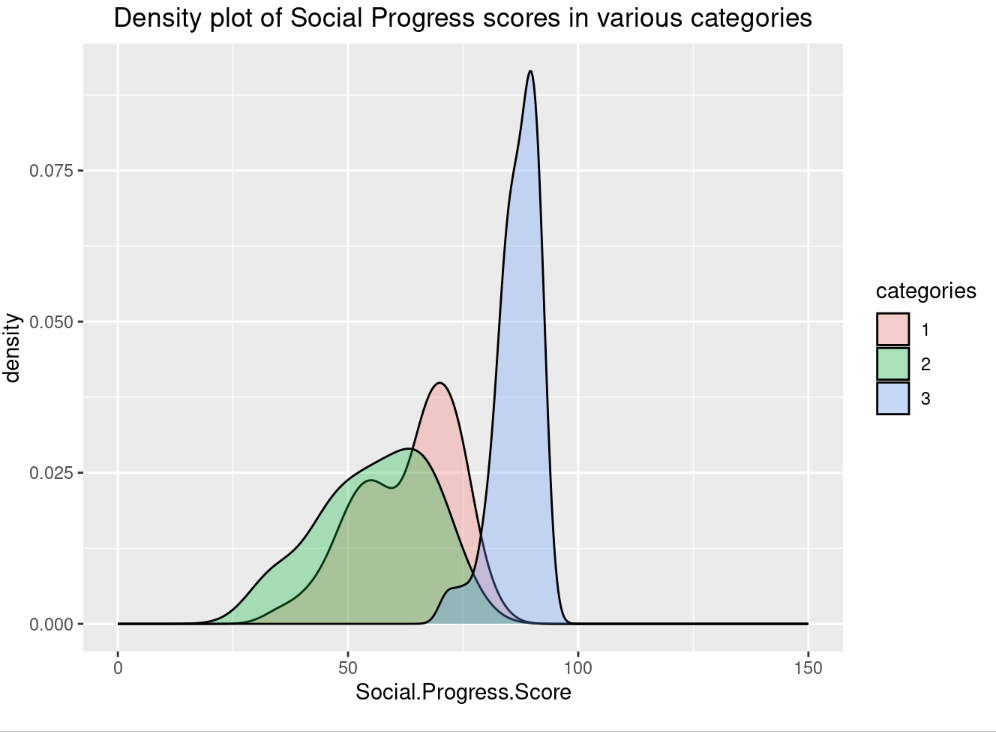 Density plot of Social Progress scores in various categories
density
0.075
0.050
0.025
0.000
0 50 100 150
Social.Progress.Score
categories
1
2
3